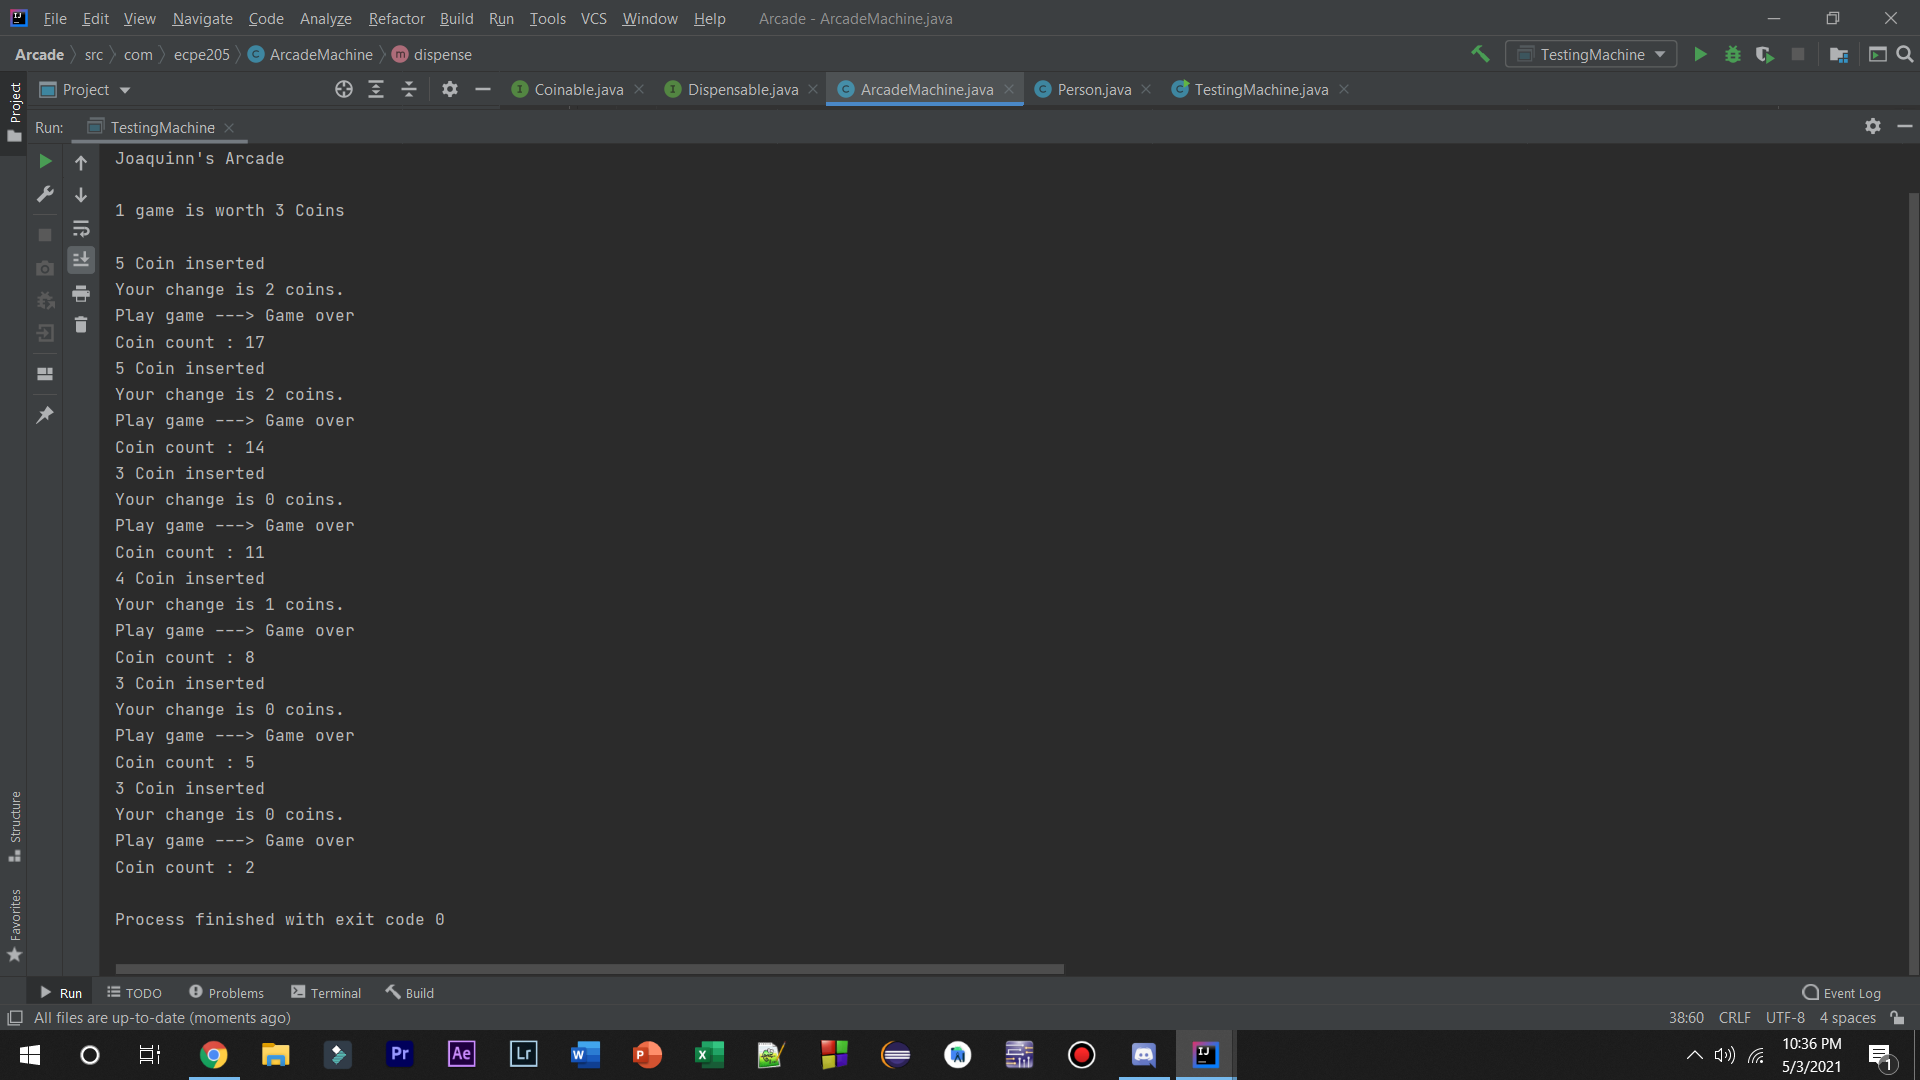 File Edit View Navigate Code Analyze Refactor Build Run Tools VCS Window Help Arcade - ArcadeMachine.java
Arcade src com ecpe205 ArcadeMachine dispense TestingMachine
Project Coinable.java Dispensable.java ArcadeMachine.java Person.java TestingMachine.java
Project
Run: TestingMachine
Joaquinn's Arcade
1 game is worth 3 Coins
5 Coin inserted
Your change is 2 coins.
Play game ---> Game over
Coin count : 17
5 Coin inserted
Your change is 2 coins.
Play game ---> Game over
Coin count : 14
3 Coin inserted
Your change is 0 coins.
Play game ---> Game over
Coin count : 11
4 Coin inserted
Your change is 1 coins.
Play game ---> Game over
Coin count : 8
3 Coin inserted
Your change is 0 coins.
Play game ---> Game over
Coin count : 5
3 Coin inserted
Your change is 0 coins.
Play game ---> Game over
Coin count : 2
Process finished with exit code 0
Structure
Favorites
Run TODO Problems Terminal Build Event Log
All files are up-to-date (moments ago) 38:60 CRLF UTF-8 4 spaces
10:36 PM
5/3/2021
1